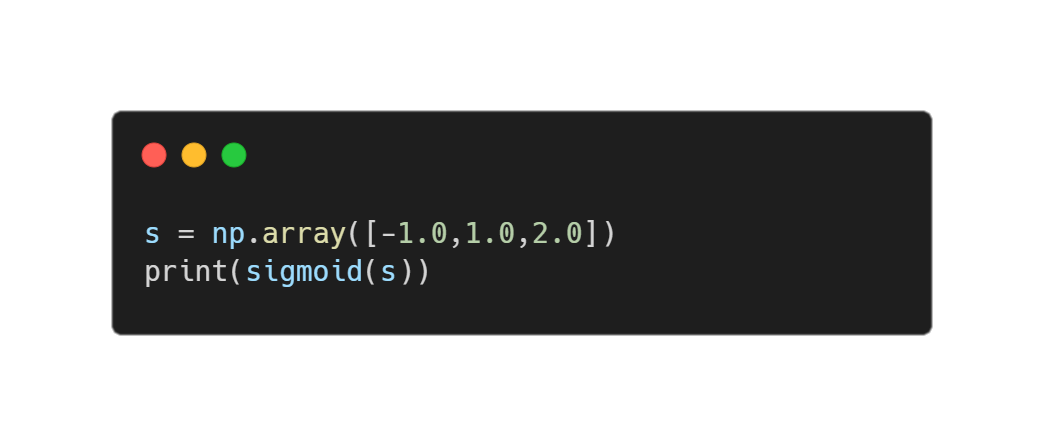 s = np.array([-1.0,1.0,2.0])
print(sigmoid(s))